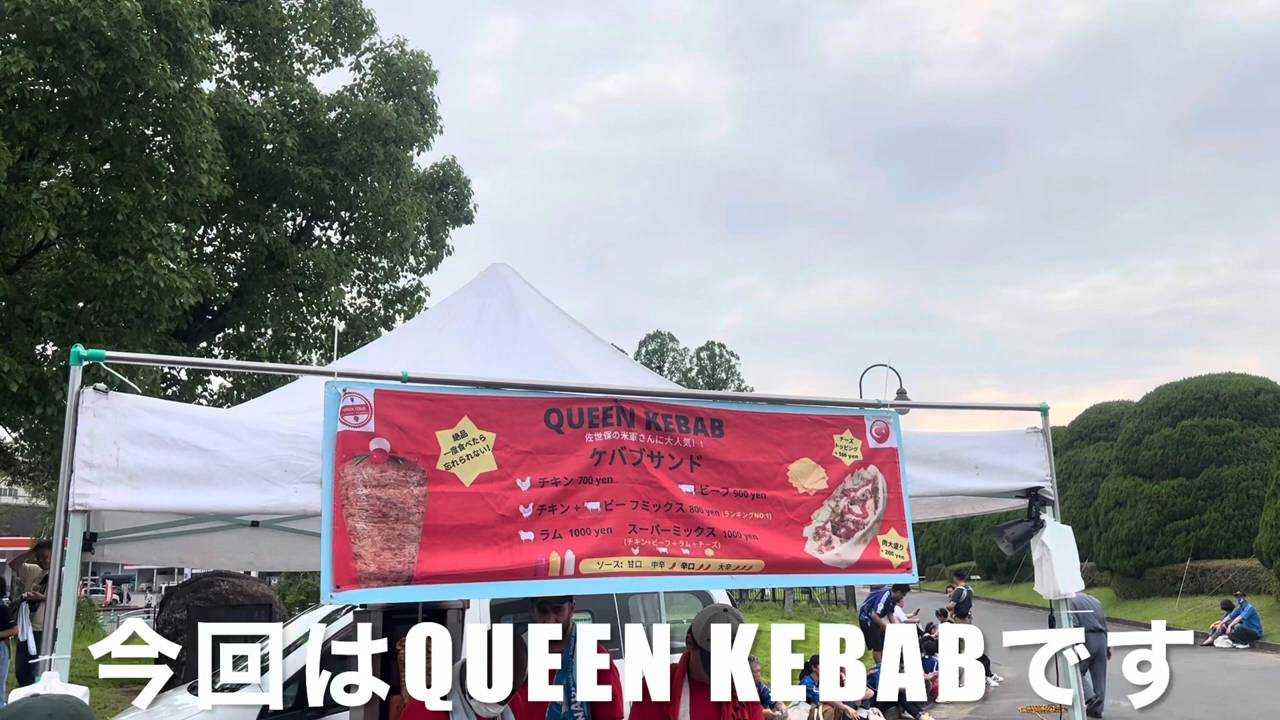 QUEEN KEBAB
佐世保の米軍さんに大人気！！
ケバブサンド
絶品
一度食べたら
忘れられない！
チーズ
トッピング
+100 yen
チキン 700 yen
ビーフ 900 yen
チキン+ビーフミックス 800 yen (ランキングNO:1)
ラム 1000 yen
スーパーミックス 1000 yen
(チキン+ビーフ+ラム+チーズ)
肉大盛り
+200 yen
ソース: 甘口 中辛 辛口 大辛
今回はQUEEN KEBABです